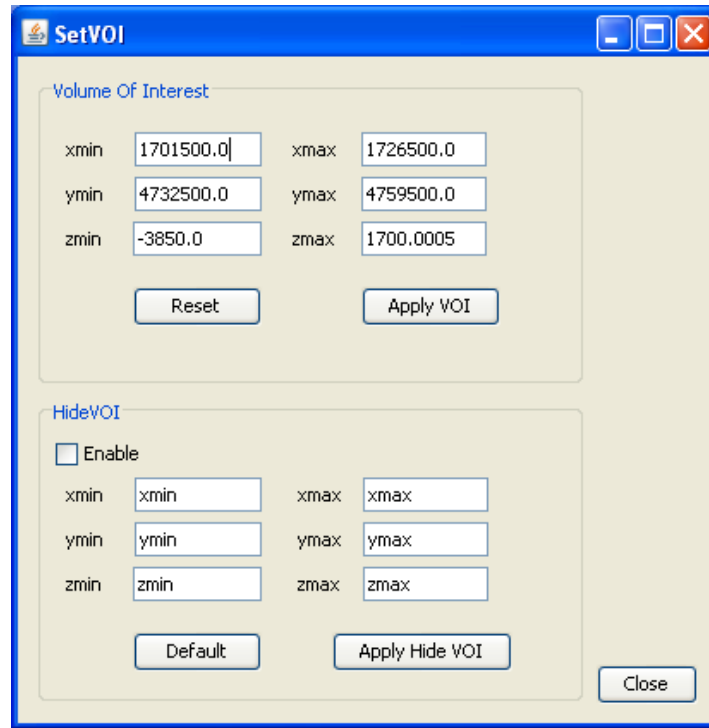 SetVOI
Volume Of Interest
xmin 1701500.0 xmax 1726500.0
ymin 4732500.0 ymax 4759500.0
zmin -3850.0 zmax 1700.0005
Reset Apply VOI
HideVOI
Enable
xmin xmin xmax xmax
ymin ymin ymax ymax
zmin zmin zmax zmax
Default Apply Hide VOI
Close